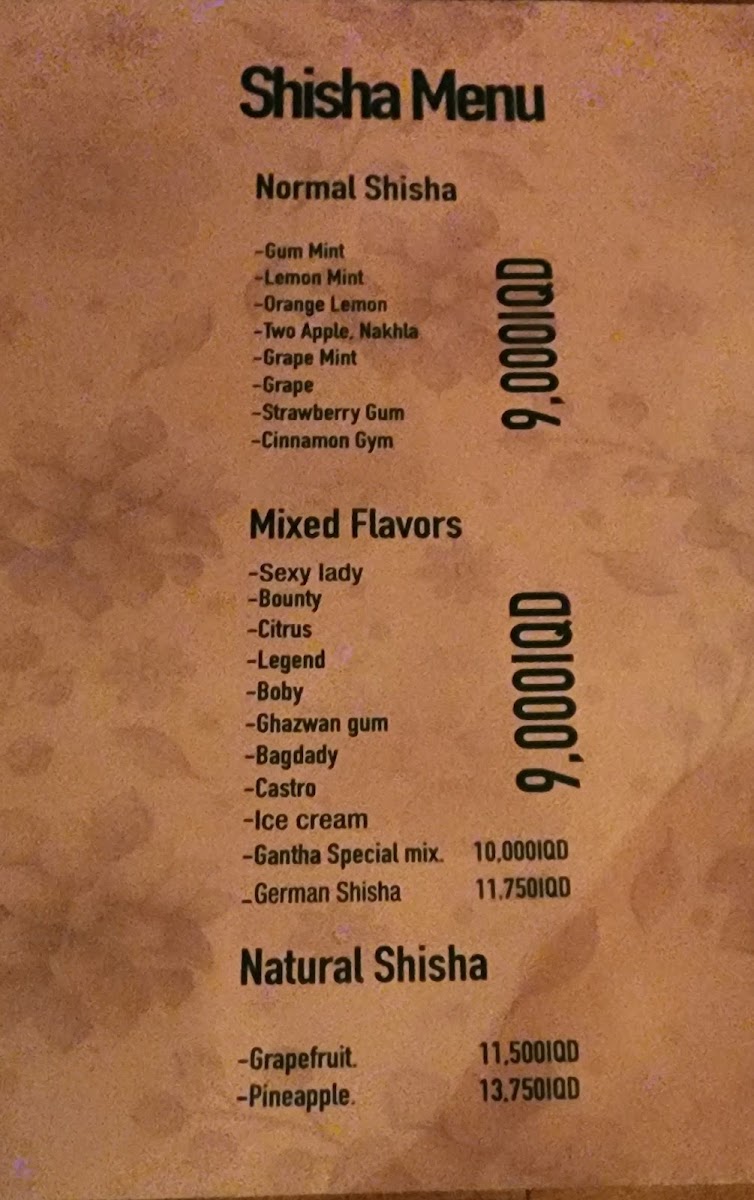 Shisha Menu
Normal Shisha
-Gum Mint
-Lemon Mint
-Orange Lemon
-Two Apple, Nakhla
-Grape Mint
-Grape
-Strawberry Gum
-Cinnamon Gym
9,000IQD
Mixed Flavors
-Sexy lady
-Bounty
-Citrus
-Legend
-Boby
-Ghazwan gum
-Bagdady
-Castro
-Ice cream
9,000IQD
-Gantha Special mix. 10,000IQD
-German Shisha 11.750IQD
Natural Shisha
-Grapefruit. 11,500IQD
-Pineapple. 13,750IQD